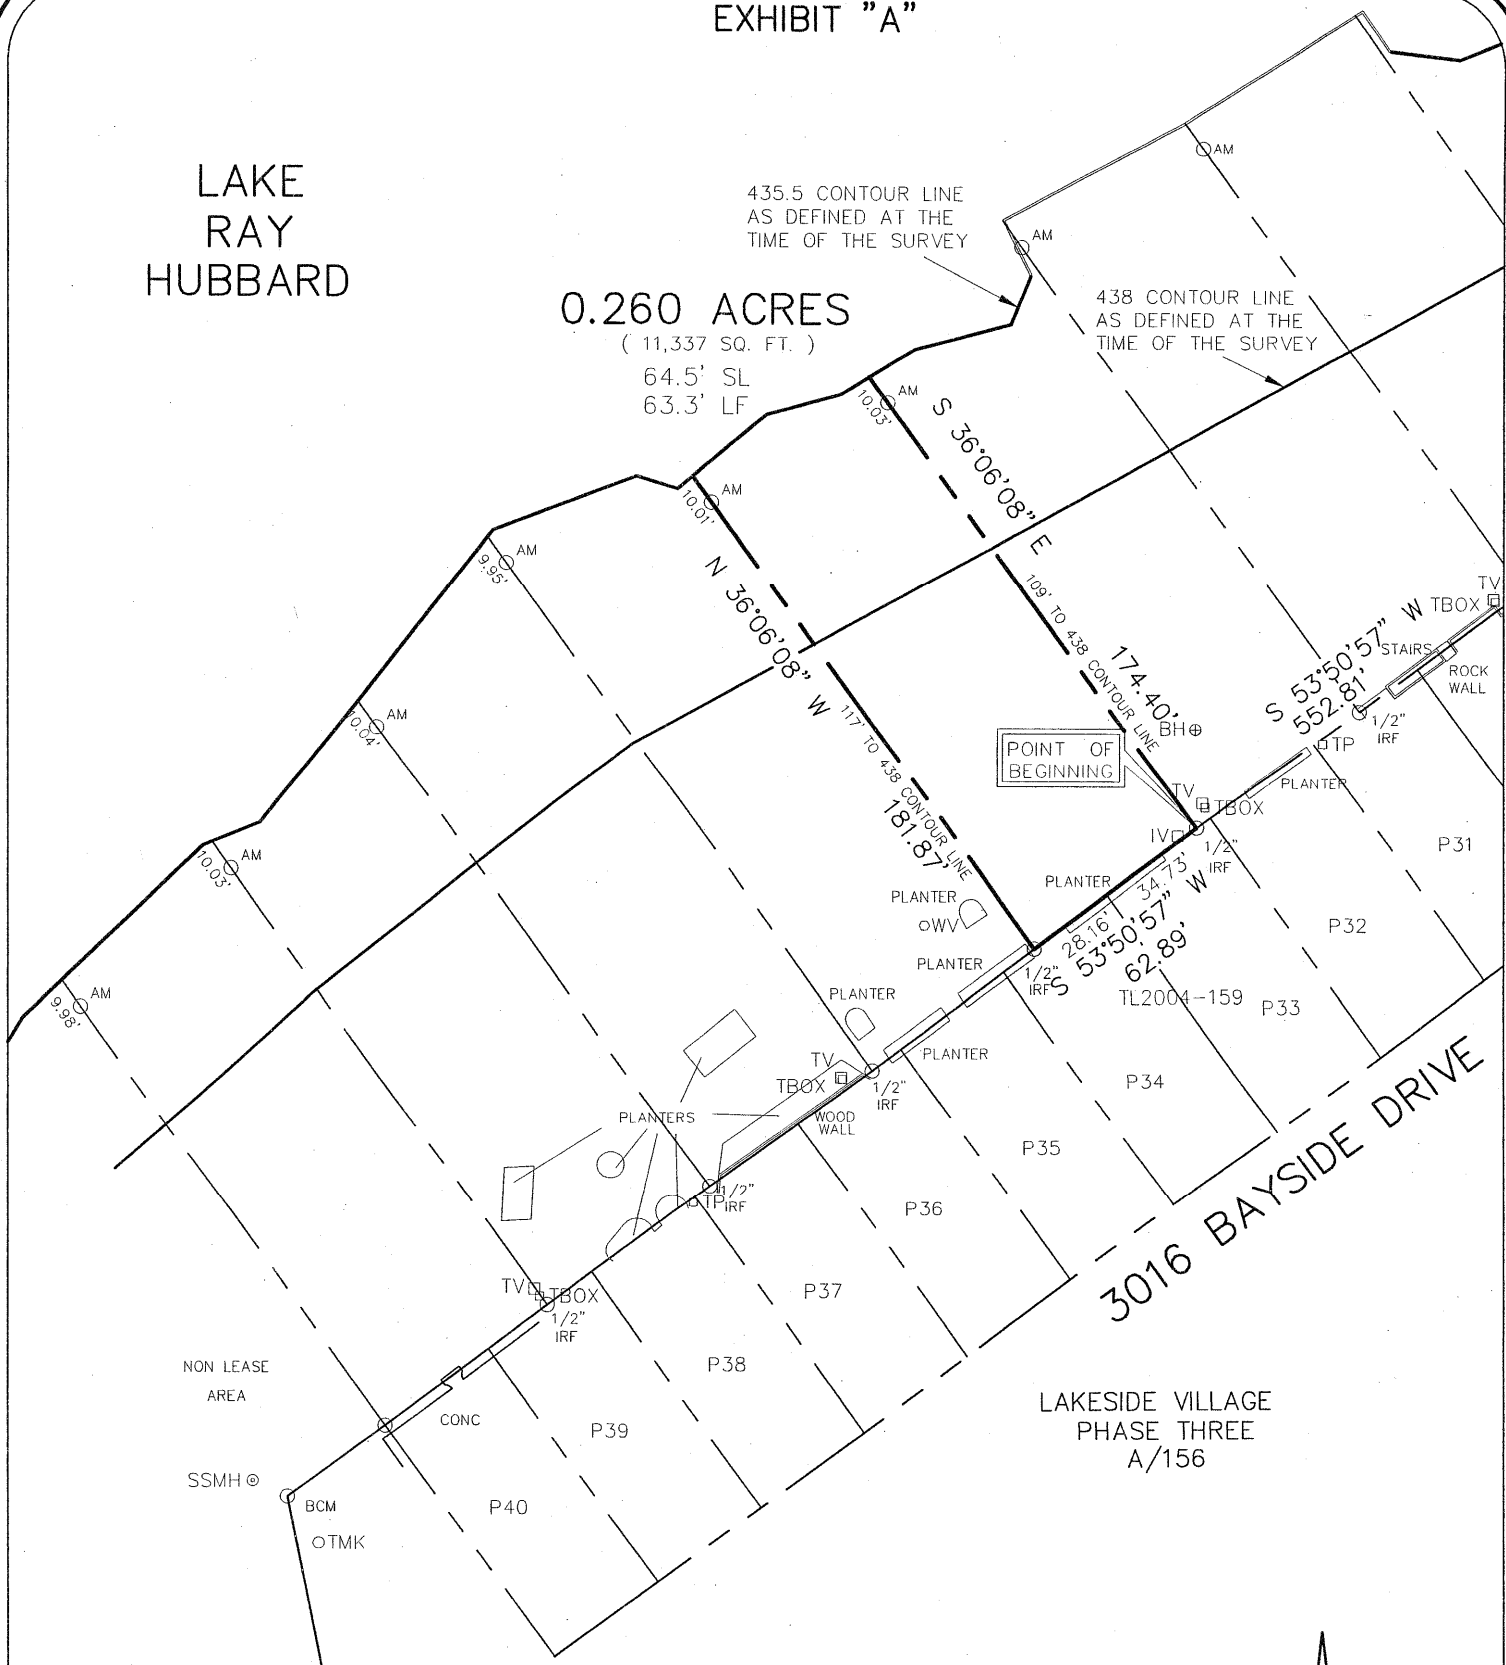 EXHIBIT "A"
LAKE
RAY
HUBBARD
435.5 CONTOUR LINE
AS DEFINED AT THE
TIME OF THE SURVEY
AM
AM
0.260 ACRES
( 11,337 SQ. FT. )
64.5' SL
63.3' LF
438 CONTOUR LINE
AS DEFINED AT THE
TIME OF THE SURVEY
AM
10.03'
S 36°06'08" E
AM
10.01'
N 36°06'08" W
AM
9.95'
109' TO 438 CONTOUR LINE
174.40'
117' TO 438 CONTOUR LINE
181.87'
TV
TBOX
S 53°50'57" W
552.81'
STAIRS
ROCK
WALL
1/2"
IRF
AM
10.04'
BH
TP
POINT OF
BEGINNING
PLANTER
TV
TBOX
IV
1/2"
IRF
P31
AM
10.03'
PLANTER
34.73'
28.16'
S 53°50'57" W
62.89'
PLANTER
WV
P32
PLANTER
1/2"
IRF
AM
9.98'
PLANTER
TL2004-159
P33
PLANTER
TV
TBOX
1/2"
IRF
P34
PLANTERS
WOOD
WALL
P35
3016 BAYSIDE DRIVE
TP
1/2"
IRF
P36
TV
TBOX
1/2"
IRF
P37
NON LEASE
AREA
P38
CONC
P39
LAKESIDE VILLAGE
PHASE THREE
A/156
SSMH
BCM
P40
TMK